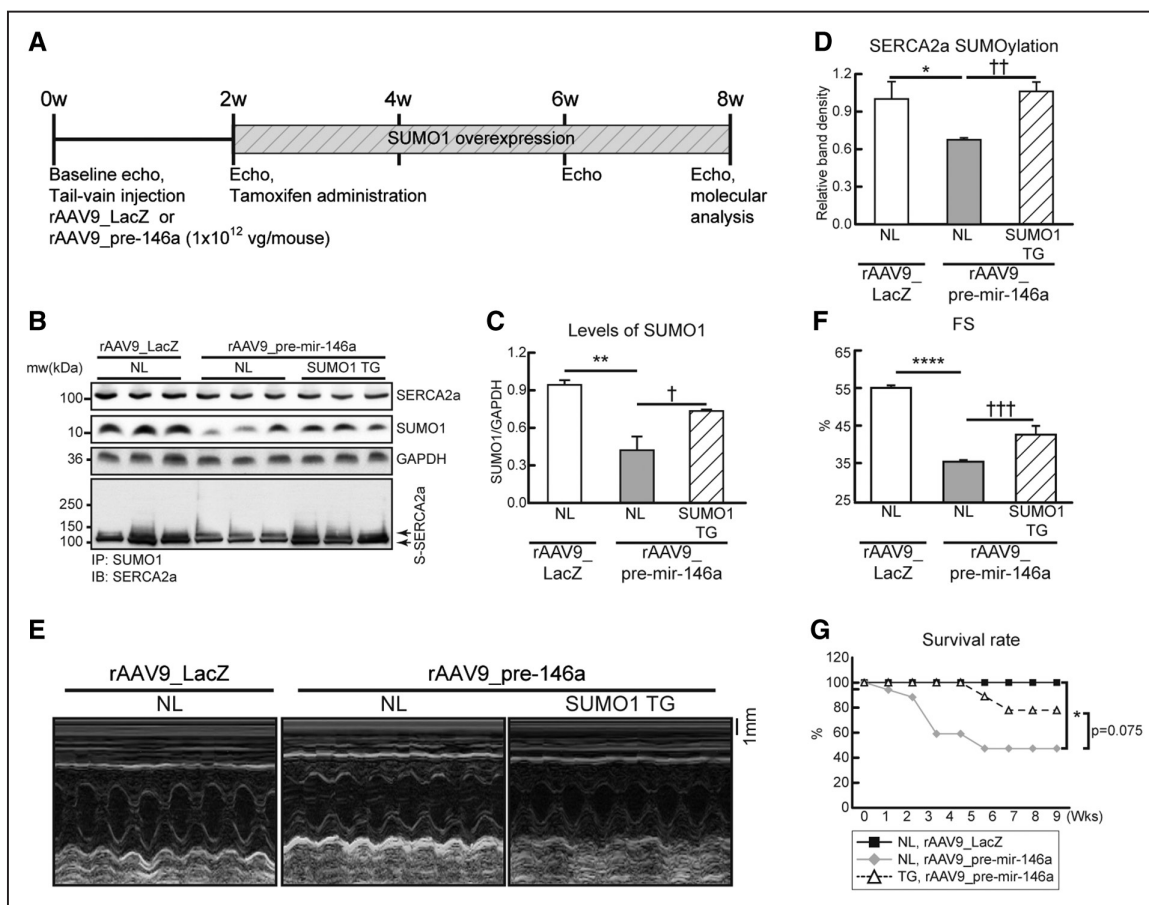 A
0w 2w 4w 6w 8w
SUMO1 overexpression
Baseline echo,
Tail-vain injection
rAAV9_LacZ or
rAAV9_pre-146a (1x10¹² vg/mouse)
Echo,
Tamoxifen administration
Echo
Echo,
molecular
analysis
B
rAAV9_LacZ rAAV9_pre-mir-146a
mw(kDa) NL NL SUMO1 TG
100 SERCA2a
10 SUMO1
36 GAPDH
250
150
100
S-SERCA2a
IP: SUMO1
IB: SERCA2a
C
Levels of SUMO1
SUMO1/GAPDH
1.2
0.9
0.6
0.3
0.0
**
†
NL NL SUMO1
TG
rAAV9_
LacZ
rAAV9_
pre-mir-146a
D
SERCA2a SUMOylation
Relative band density
1.2
0.9
0.6
0.3
0.0
*
††
NL NL SUMO1
TG
rAAV9_
LacZ
rAAV9_
pre-mir-146a
E
rAAV9_LacZ rAAV9_pre-146a
NL NL SUMO1 TG
1mm
F
FS
%
65
55
45
35
25
****
†††
NL NL SUMO1
TG
rAAV9_
LacZ
rAAV9_
pre-mir-146a
G
Survival rate
%
120
100
80
60
40
20
0
*
p=0.075
0 1 2 3 4 5 6 7 8 9 (Wks)
NL, rAAV9_LacZ
NL, rAAV9_pre-mir-146a
TG, rAAV9_pre-mir-146a